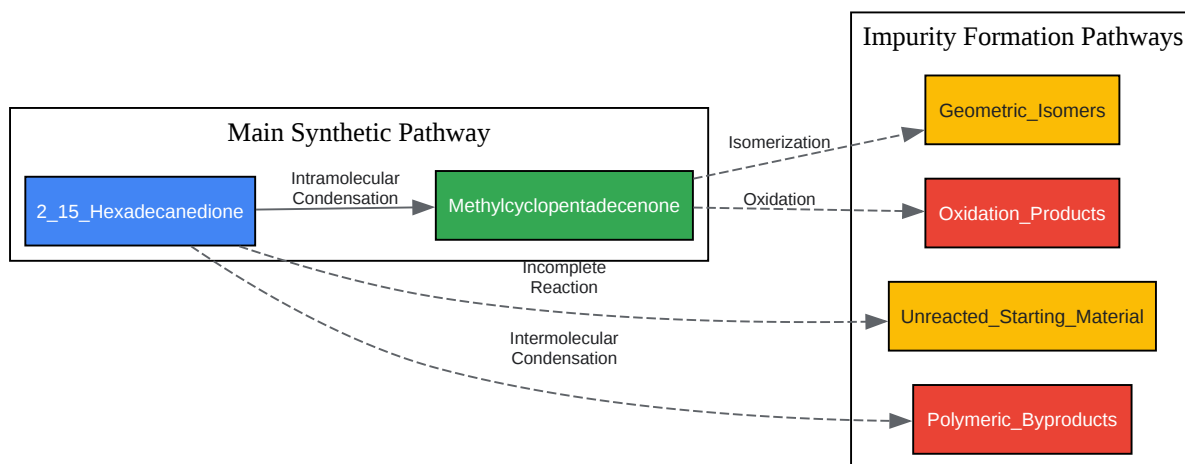 Impurity Formation Pathways
Geometric_Isomers
Main Synthetic Pathway
Isomerization
2_15_Hexadecanedione
Intramolecular
Condensation
Methylcyclopentadecenone
Oxidation
Oxidation_Products
Incomplete
Reaction
Unreacted_Starting_Material
Intermolecular
Condensation
Polymeric_Byproducts